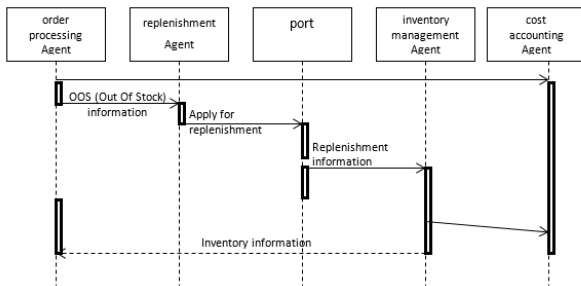 order
processing
Agent
replenishment
Agent
port
inventory
management
Agent
cost
accounting
Agent
OOS (Out Of Stock)
information
Apply for
replenishment
Replenishment
information
Inventory information